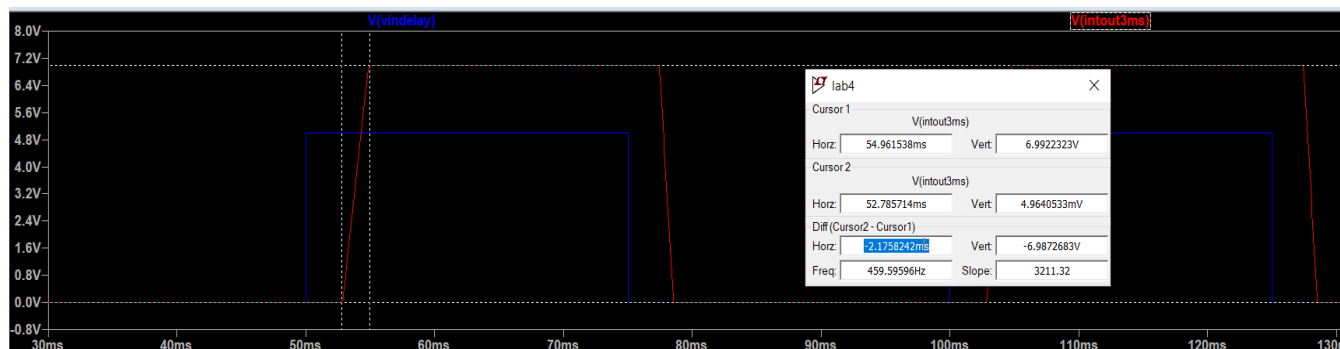 V(vindelay) V(intout3ms)
8.0V
7.2V
6.4V
5.6V
4.8V
4.0V
3.2V
2.4V
1.6V
0.8V
0.0V
-0.8V
30ms 40ms 50ms 60ms 70ms 80ms 90ms 100ms 110ms 120ms 130ms
lab4
Cursor 1
V(intout3ms)
Horz: 54.961538ms Vert: 6.9922323V
Cursor 2
V(intout3ms)
Horz: 52.785714ms Vert: 4.9640533mV
Diff (Cursor2 - Cursor1)
Horz: -2.1758242ms Vert: -6.9872683V
Freq: 459.59596Hz Slope: 3211.32